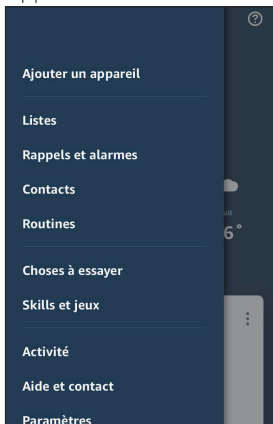 Ajouter un appareil
Listes
Rappels et alarmes
Contacts
Routines
6°
Choses à essayer
Skills et jeux
Activité
Aide et contact
Paramètres